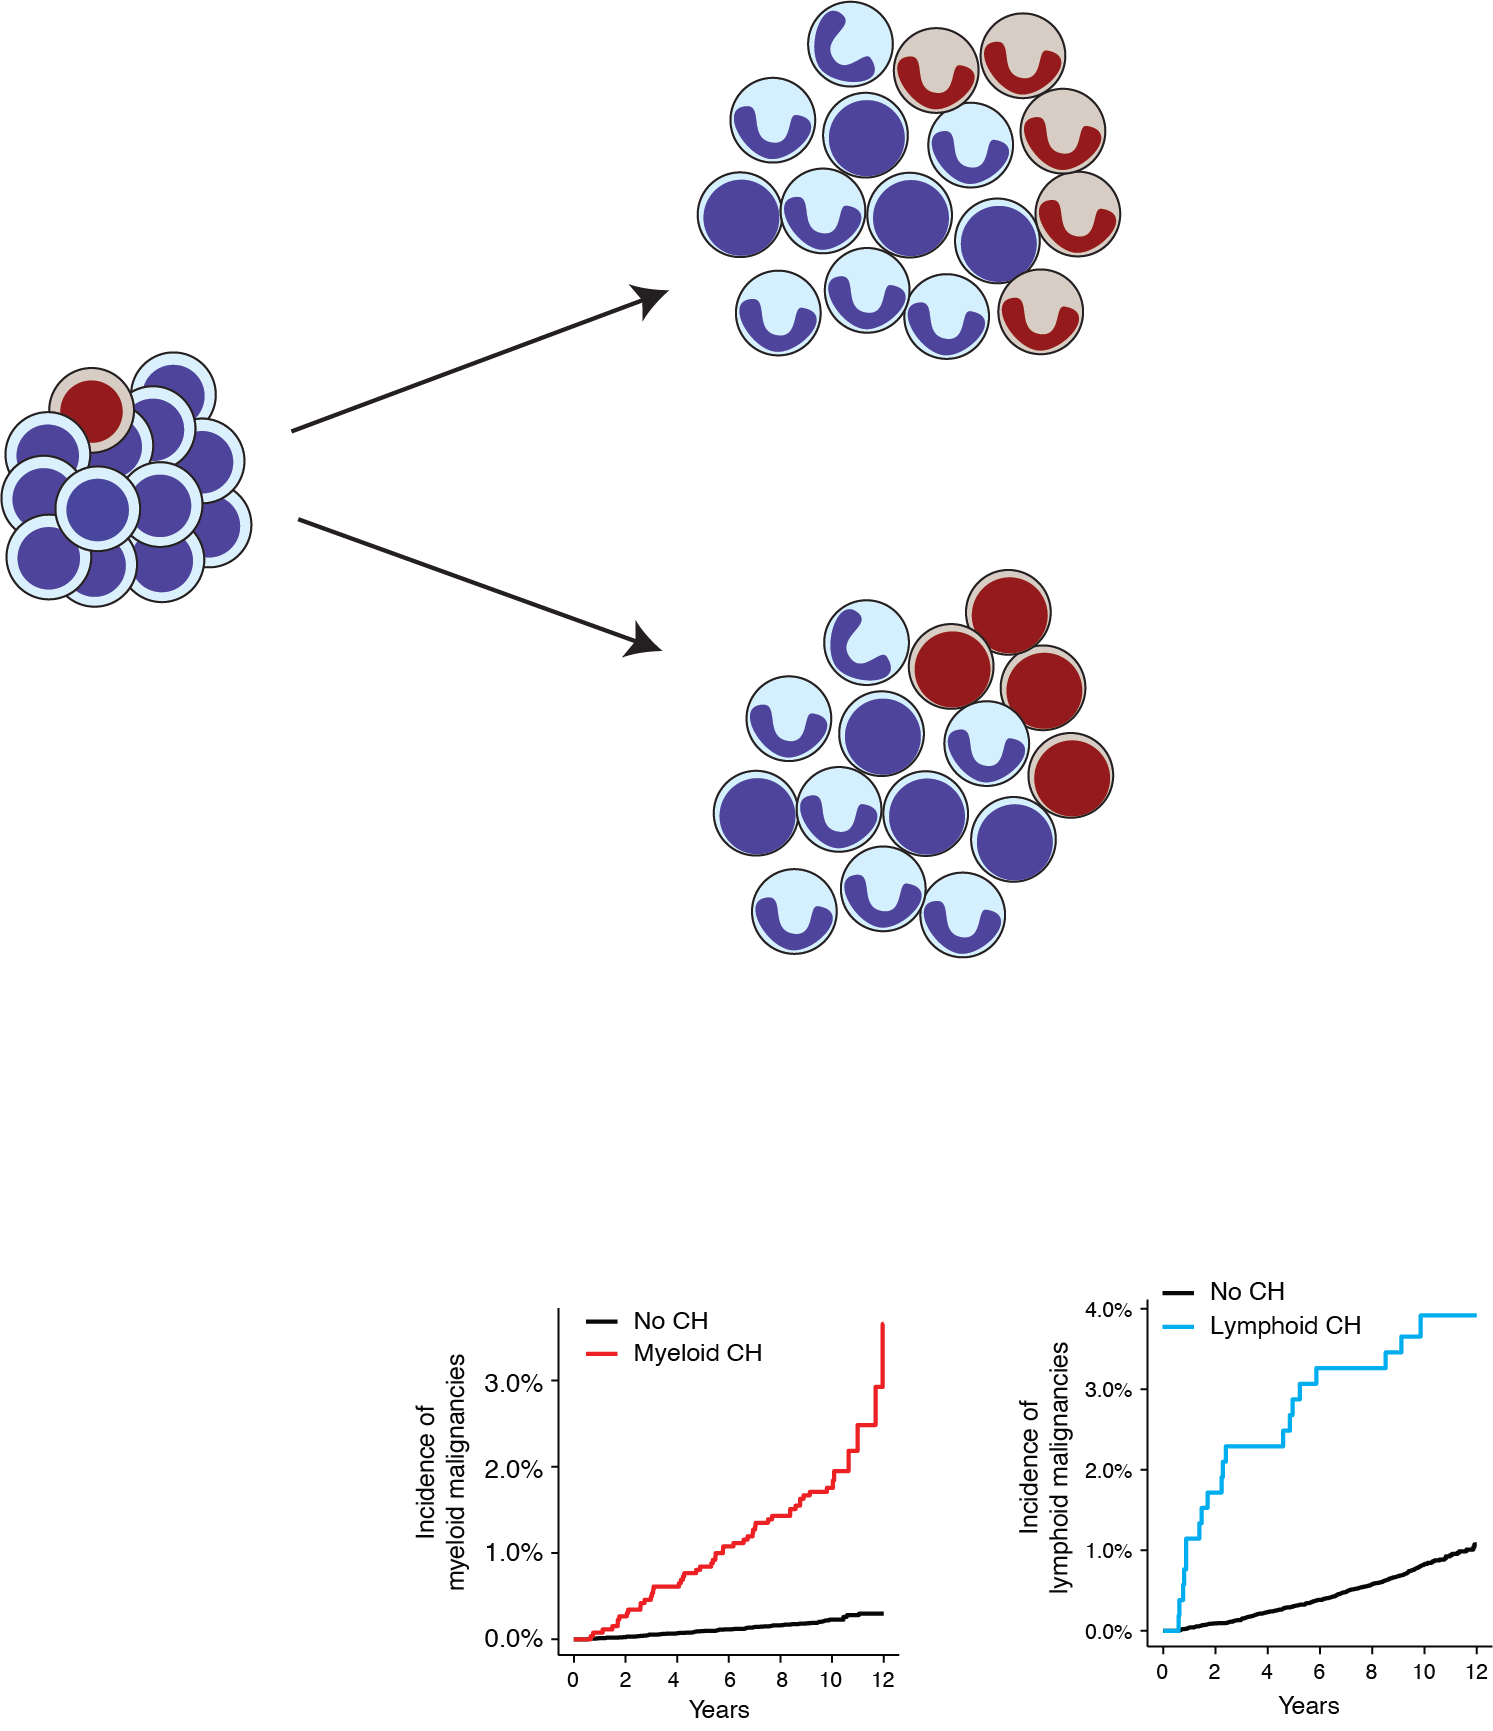 No CH
Myeloid CH
Incidence of
myeloid malignancies
3.0%
2.0%
1.0%
0.0%
0 2 4 6 8 10 12
Years
No CH
Lymphoid CH
Incidence of
lymphoid malignancies
4.0%
3.0%
2.0%
1.0%
0.0%
0 2 4 6 8 10 12
Years